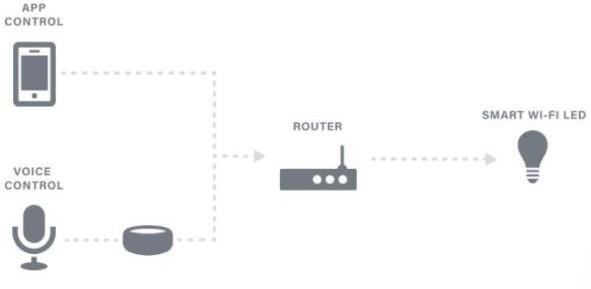 APP
CONTROL
ROUTER
SMART WI-FI LED
VOICE
CONTROL